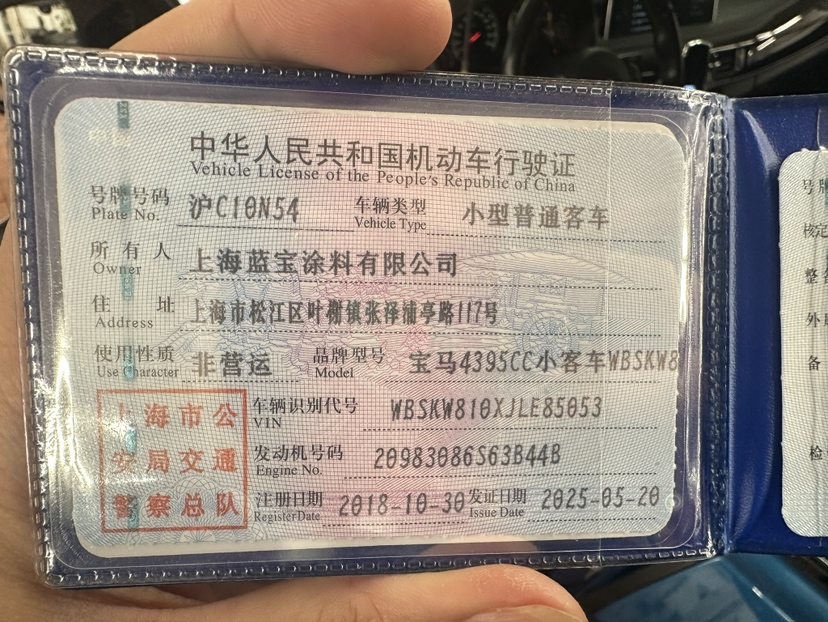 中华人民共和国机动车行驶证
Vehicle License of the People's Republic of China
号牌号码 沪C10N54 车辆类型 小型普通客车
Plate No. Vehicle Type
所有人 上海蓝宝涂料有限公司
Owner
住址 上海市松江区叶榭镇张泽浦亭路117号
Address
使用性质 非营运 品牌型号 宝马4395CC小客车WBSKW8
Use Character Model
上海市公
安局交通
警察总队
车辆识别代号 WBSKW810XJLE85053
VIN
发动机号码 20983086S63B44B
Engine No.
注册日期 2018-10-30 发证日期 2025-05-20
Register Date Issue Date
号牌
核定
整
外
备
检